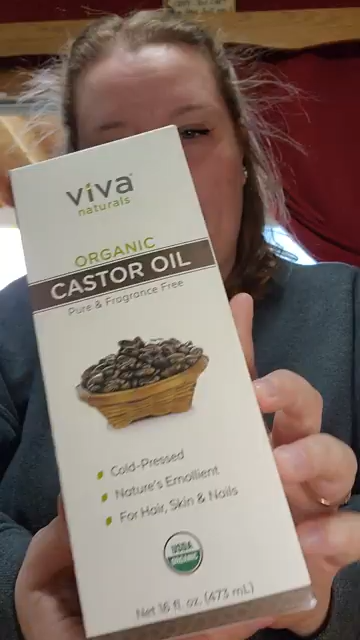 viva
naturals
ORGANIC
CASTOR OIL
Pure & Fragrance Free
Cold-Pressed
Nature's Emollient
For Hair, Skin & Nails
USDA
ORGANIC
Net 16 fl. oz. (473 mL)